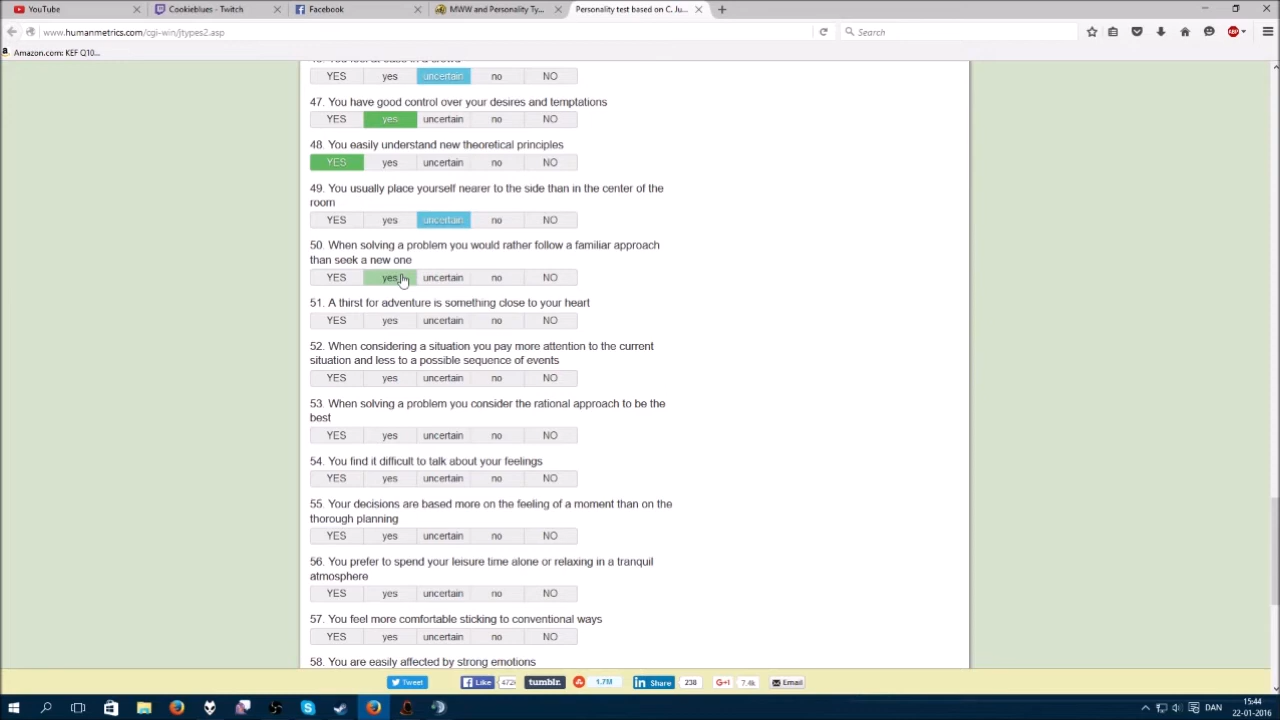 YouTube
Cookieblues - Twitch
Facebook
MWW and Personality Ty...
Personality test based on C. Ju...
www.humanmetrics.com/cgi-win/jtypes2.asp
Search
Amazon.com: KEF Q10...
YES yes uncertain no NO
47. You have good control over your desires and temptations
YES yes uncertain no NO
48. You easily understand new theoretical principles
YES yes uncertain no NO
49. You usually place yourself nearer to the side than in the center of the
room
YES yes uncertain no NO
50. When solving a problem you would rather follow a familiar approach
than seek a new one
YES yes uncertain no NO
51. A thirst for adventure is something close to your heart
YES yes uncertain no NO
52. When considering a situation you pay more attention to the current
situation and less to a possible sequence of events
YES yes uncertain no NO
53. When solving a problem you consider the rational approach to be the
best
YES yes uncertain no NO
54. You find it difficult to talk about your feelings
YES yes uncertain no NO
55. Your decisions are based more on the feeling of a moment than on the
thorough planning
YES yes uncertain no NO
56. You prefer to spend your leisure time alone or relaxing in a tranquil
atmosphere
YES yes uncertain no NO
57. You feel more comfortable sticking to conventional ways
YES yes uncertain no NO
58. You are easily affected by strong emotions
Tweet Like tumblr. 1.7M Share 238 G+1 7.4k Email
DAN
15:44
22-01-2016